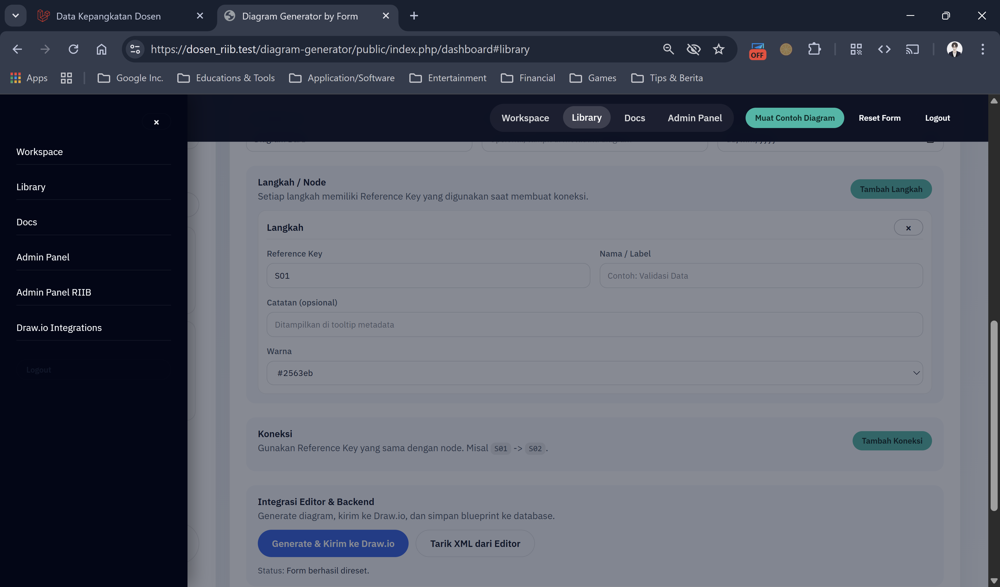 Data Kepangkatan Dosen
Diagram Generator by Form
https://dosen_riib.test/diagram-generator/public/index.php/dashboard#library
OFF
Apps
Google Inc.
Educations & Tools
Application/Software
Entertainment
Financial
Games
Tips & Berita
Workspace
Library
Docs
Admin Panel
Muat Contoh Diagram
Reset Form
Logout
Workspace
Library
Docs
Admin Panel
Admin Panel RIIB
Draw.io Integrations
Logout
Langkah / Node
Setiap langkah memiliki Reference Key yang digunakan saat membuat koneksi.
Tambah Langkah
Langkah
Reference Key
S01
Nama / Label
Contoh: Validasi Data
Catatan (opsional)
Ditampilkan di tooltip metadata
Warna
#2563eb
Koneksi
Gunakan Reference Key yang sama dengan node. Misal S01 -> S02.
Tambah Koneksi
Integrasi Editor & Backend
Generate diagram, kirim ke Draw.io, dan simpan blueprint ke database.
Generate & Kirim ke Draw.io
Tarik XML dari Editor
Status: Form berhasil direset.